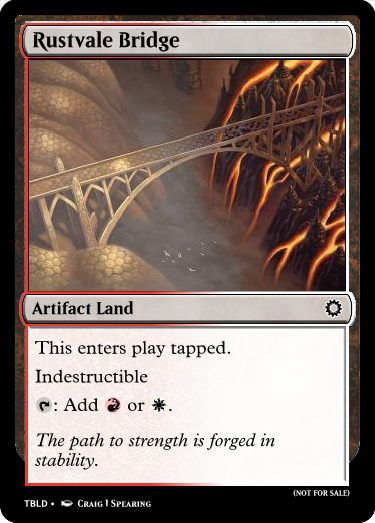 Rustvale Bridge
Artifact Land
This enters play tapped.
Indestructible
: Add or .
The path to strength is forged in
stability.
TBLD • Craig J Spearing
(NOT FOR SALE)